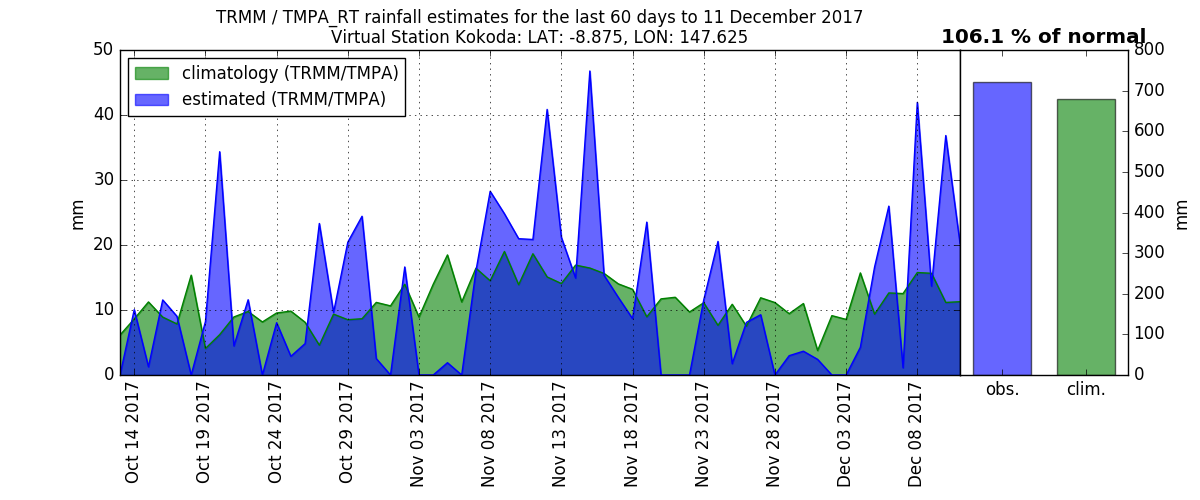 TRMM / TMPA_RT rainfall estimates for the last 60 days to 11 December 2017
Virtual Station Kokoda: LAT: -8.875, LON: 147.625
106.1 % of normal
climatology (TRMM/TMPA)
estimated (TRMM/TMPA)
mm
50
40
30
20
10
0
Oct 14 2017
Oct 19 2017
Oct 24 2017
Oct 29 2017
Nov 03 2017
Nov 08 2017
Nov 13 2017
Nov 18 2017
Nov 23 2017
Nov 28 2017
Dec 03 2017
Dec 08 2017
obs.
clim.
800
700
600
500
400
300
200
100
0
mm